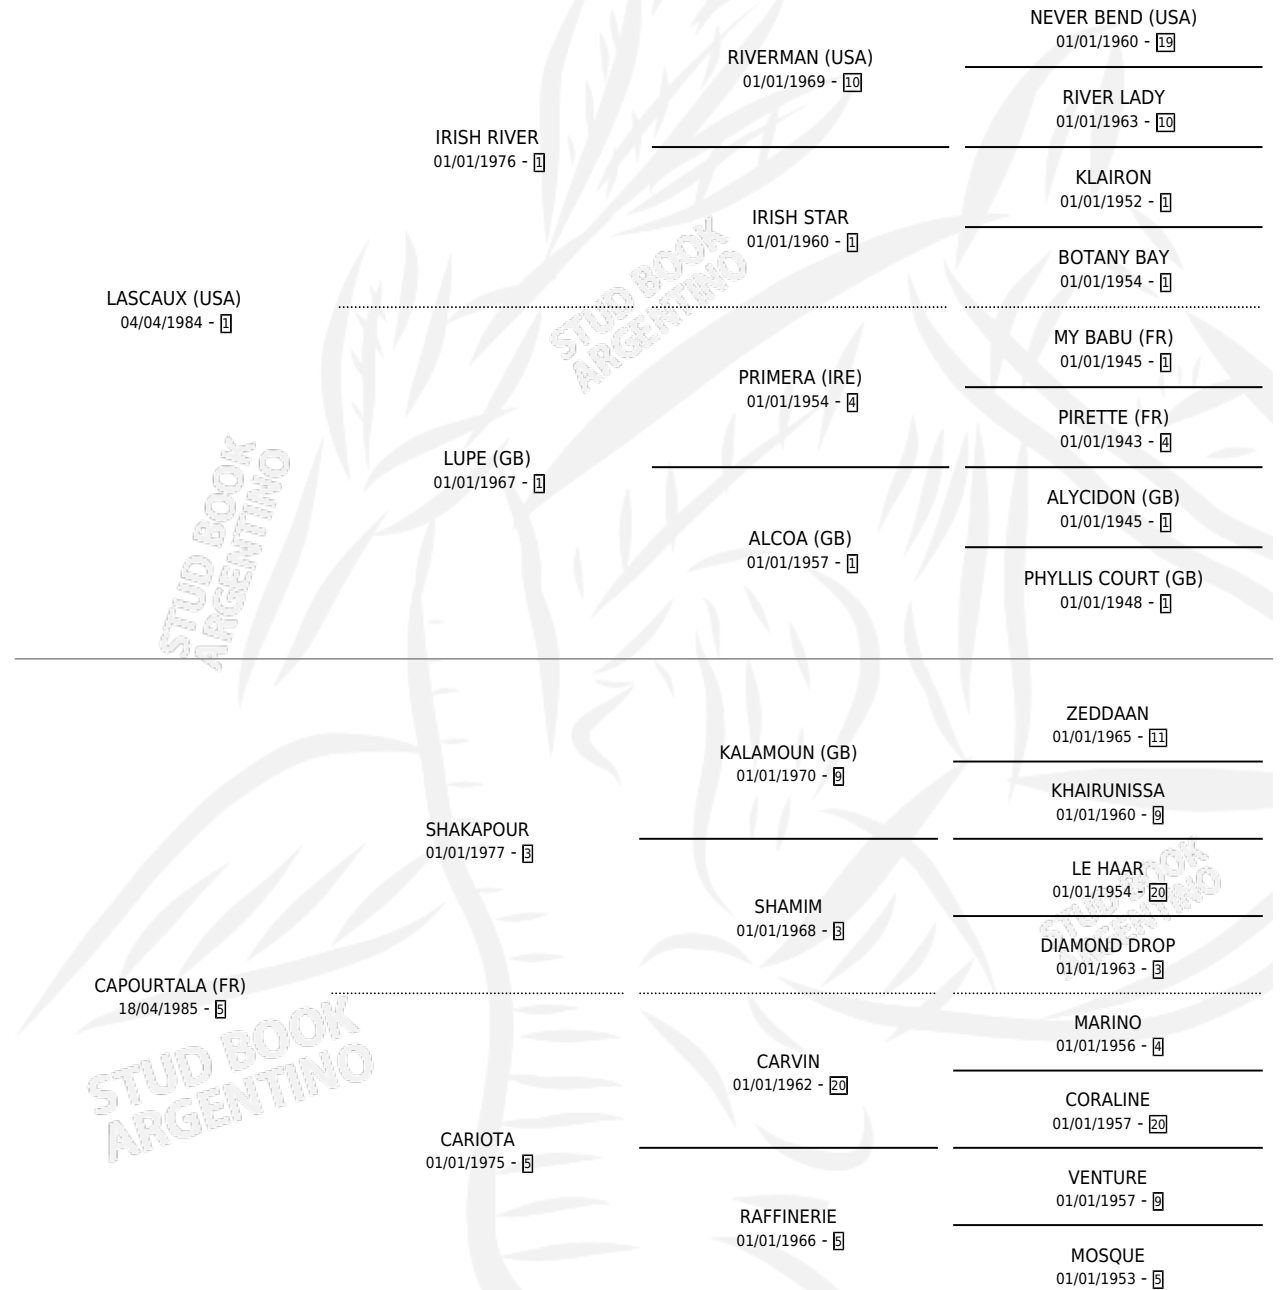 LASCAUX (USA)
04/04/1984 - 1
IRISH RIVER
01/01/1976 - 1
LUPE (GB)
01/01/1967 - 1
RIVERMAN (USA)
01/01/1969 - 10
IRISH STAR
01/01/1960 - 1
PRIMERA (IRE)
01/01/1954 - 4
ALCOA (GB)
01/01/1957 - 1
NEVER BEND (USA)
01/01/1960 - 19
RIVER LADY
01/01/1963 - 10
KLAIRON
01/01/1952 - 1
BOTANY BAY
01/01/1954 - 1
MY BABU (FR)
01/01/1945 - 1
PIRETTE (FR)
01/01/1943 - 4
ALYCIDON (GB)
01/01/1945 - 1
PHYLLIS COURT (GB)
01/01/1948 - 1
CAPOURTALA (FR)
18/04/1985 - 5
SHAKAPOUR
01/01/1977 - 3
CARIOTA
01/01/1975 - 5
KALAMOUN (GB)
01/01/1970 - 9
SHAMIM
01/01/1968 - 3
CARVIN
01/01/1962 - 20
RAFFINERIE
01/01/1966 - 5
ZEDDAAN
01/01/1965 - 11
KHAIRUNISSA
01/01/1960 - 9
LE HAAR
01/01/1954 - 20
DIAMOND DROP
01/01/1963 - 3
MARINO
01/01/1956 - 4
CORALINE
01/01/1957 - 20
VENTURE
01/01/1957 - 9
MOSQUE
01/01/1953 - 5
STUD BOOK
ARGENTINO
STUD BOOK
ARGENTINO
STUD BOOK
ARGENTINO
STUD BOOK
ARGENTINO